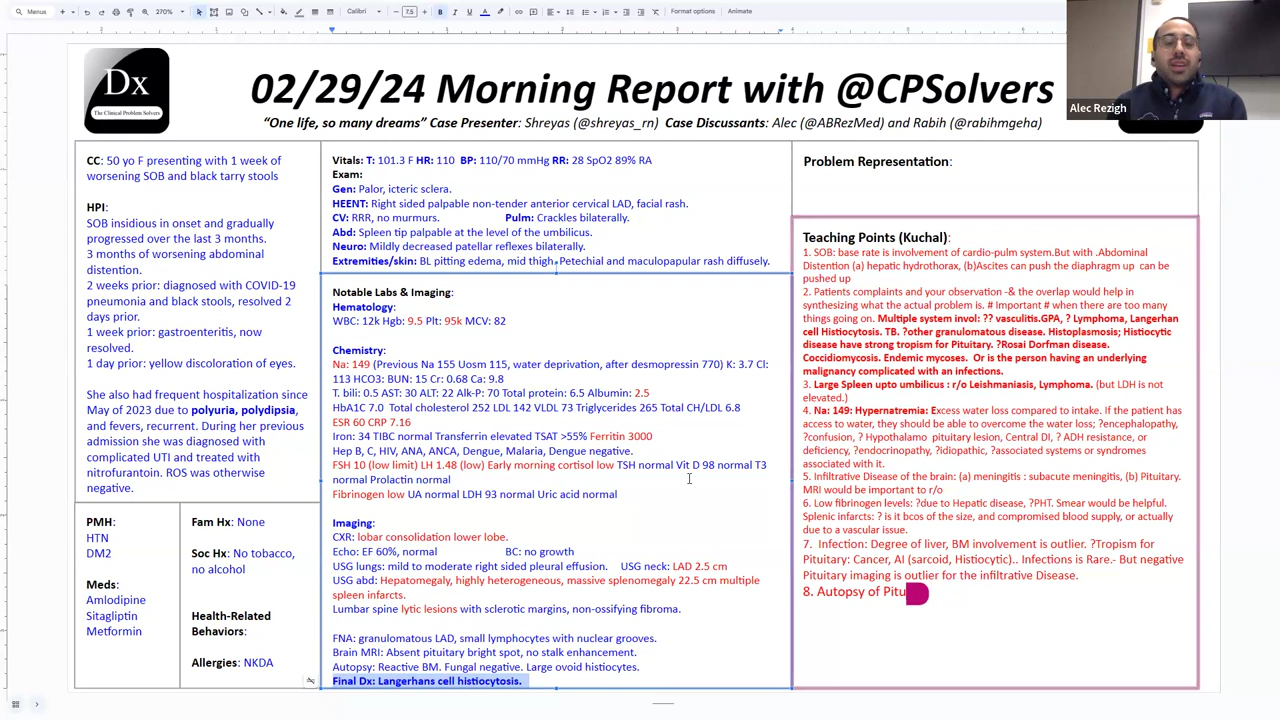 Menus
270%
Calibri
7.5
B I U A
Format options
Animate
Alec Rezigh
Dx
The Clinical Problem Solvers
02/29/24 Morning Report with @CPSolvers
“One life, so many dreams” Case Presenter: Shreyas (@shreyas_rn) Case Discussants: Alec (@ABRezMed) and Rabih (@rabihmgeha)
CC: 50 yo F presenting with 1 week of
worsening SOB and black tarry stools
HPI:
SOB insidious in onset and gradually
progressed over the last 3 months.
3 months of worsening abdominal
distention.
2 weeks prior: diagnosed with COVID-19
pneumonia and black stools, resolved 2
days prior.
1 week prior: gastroenteritis, now
resolved.
1 day prior: yellow discoloration of eyes.
She also had frequent hospitalization since
May of 2023 due to polyuria, polydipsia,
and fevers, recurrent. During her previous
admission she was diagnosed with
complicated UTI and treated with
nitrofurantoin. ROS was otherwise
negative.
PMH:
HTN
DM2
Meds:
Amlodipine
Sitagliptin
Metformin
Fam Hx: None
Soc Hx: No tobacco,
no alcohol
Health-Related
Behaviors:
Allergies: NKDA
Vitals: T: 101.3 F HR: 110 BP: 110/70 mmHg RR: 28 SpO2 89% RA
Exam:
Gen: Palor, icteric sclera.
HEENT: Right sided palpable non-tender anterior cervical LAD, facial rash.
CV: RRR, no murmurs. Pulm: Crackles bilaterally.
Abd: Spleen tip palpable at the level of the umbilicus.
Neuro: Mildly decreased patellar reflexes bilaterally.
Extremities/skin: BL pitting edema, mid thigh. Petechial and maculopapular rash diffusely.
Notable Labs & Imaging:
Hematology:
WBC: 12k Hgb: 9.5 Plt: 95k MCV: 82
Chemistry:
Na: 149 (Previous Na 155 Uosm 115, water deprivation, after desmopressin 770) K: 3.7 Cl:
113 HCO3: BUN: 15 Cr: 0.68 Ca: 9.8
T. bili: 0.5 AST: 30 ALT: 22 Alk-P: 70 Total protein: 6.5 Albumin: 2.5
HbA1C 7.0 Total cholesterol 252 LDL 142 VLDL 73 Triglycerides 265 Total CH/LDL 6.8
ESR 60 CRP 7.16
Iron: 34 TIBC normal Transferrin elevated TSAT >55% Ferritin 3000
Hep B, C, HIV, ANA, ANCA, Dengue, Malaria, Dengue negative.
FSH 10 (low limit) LH 1.48 (low) Early morning cortisol low TSH normal Vit D 98 normal T3
normal Prolactin normal
Fibrinogen low UA normal LDH 93 normal Uric acid normal
Imaging:
CXR: lobar consolidation lower lobe.
Echo: EF 60%, normal BC: no growth
USG lungs: mild to moderate right sided pleural effusion. USG neck: LAD 2.5 cm
USG abd: Hepatomegaly, highly heterogeneous, massive splenomegaly 22.5 cm multiple
spleen infarcts.
Lumbar spine lytic lesions with sclerotic margins, non-ossifying fibroma.
FNA: granulomatous LAD, small lymphocytes with nuclear grooves.
Brain MRI: Absent pituitary bright spot, no stalk enhancement.
Autopsy: Reactive BM. Fungal negative. Large ovoid histiocytes.
Final Dx: Langerhans cell histiocytosis.
Problem Representation:
Teaching Points (Kuchal):
1. SOB: base rate is involvement of cardio-pulm system.But with .Abdominal
Distention (a) hepatic hydrothorax, (b)Ascites can push the diaphragm up can be
pushed up
2. Patients complaints and your observation -& the overlap would help in
synthesizing what the actual problem is. # Important # when there are too many
things going on. Multiple system invol: ?? vasculitis.GPA, ? Lymphoma, Langerhan
cell Histiocytosis. TB. ?other granulomatous disease. Histoplasmosis; Histiocytic
disease have strong tropism for Pituitary. ?Rosai Dorfman disease.
Coccidiomycosis. Endemic mycoses. Or is the person having an underlying
malignancy complicated with an infections.
3. Large Spleen upto umbilicus : r/o Leishmaniasis, Lymphoma. (but LDH is not
elevated.)
4. Na: 149: Hypernatremia: Excess water loss compared to intake. If the patient has
access to water, they should be able to overcome the water loss: ?encephalopathy,
?confusion, ? Hypothalamo pituitary lesion, Central DI, ? ADH resistance, or
deficiency, ?endocrinopathy, ?idiopathic, ?associated systems or syndromes
associated with it.
5. Infiltrative Disease of the brain: (a) meningitis : subacute meningitis, (b) Pituitary.
MRI would be important to r/o
6. Low fibrinogen levels: ?due to Hepatic disease, ?PHT. Smear would be helpful.
Splenic infarcts: ? is it bcos of the size, and compromised blood supply, or actually
due to a vascular issue.
7. Infection: Degree of liver, BM involvement is outlier. ?Tropism for
Pituitary: Cancer, AI (sarcoid, Histiocytic).. Infections is Rare.- But negative
Pituitary imaging is outlier for the infiltrative Disease.
8. Autopsy of Pitu